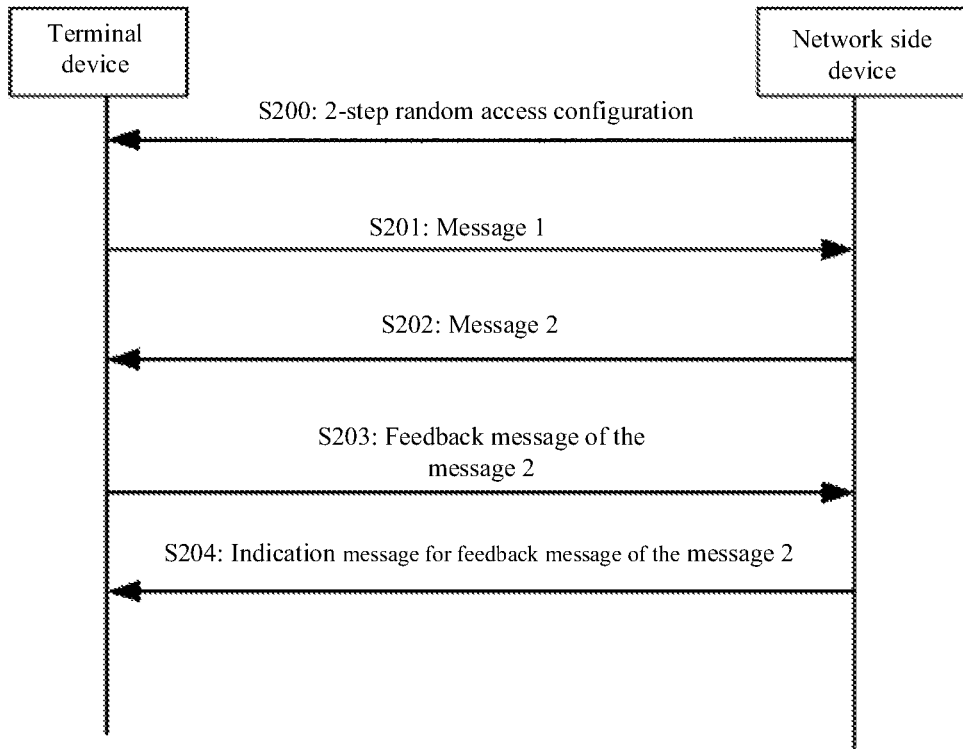 Terminal
device
Network side
device
S200: 2-step random access configuration
S201: Message 1
S202: Message 2
S203: Feedback message of the
message 2
S204: Indication message for feedback message of the message 2